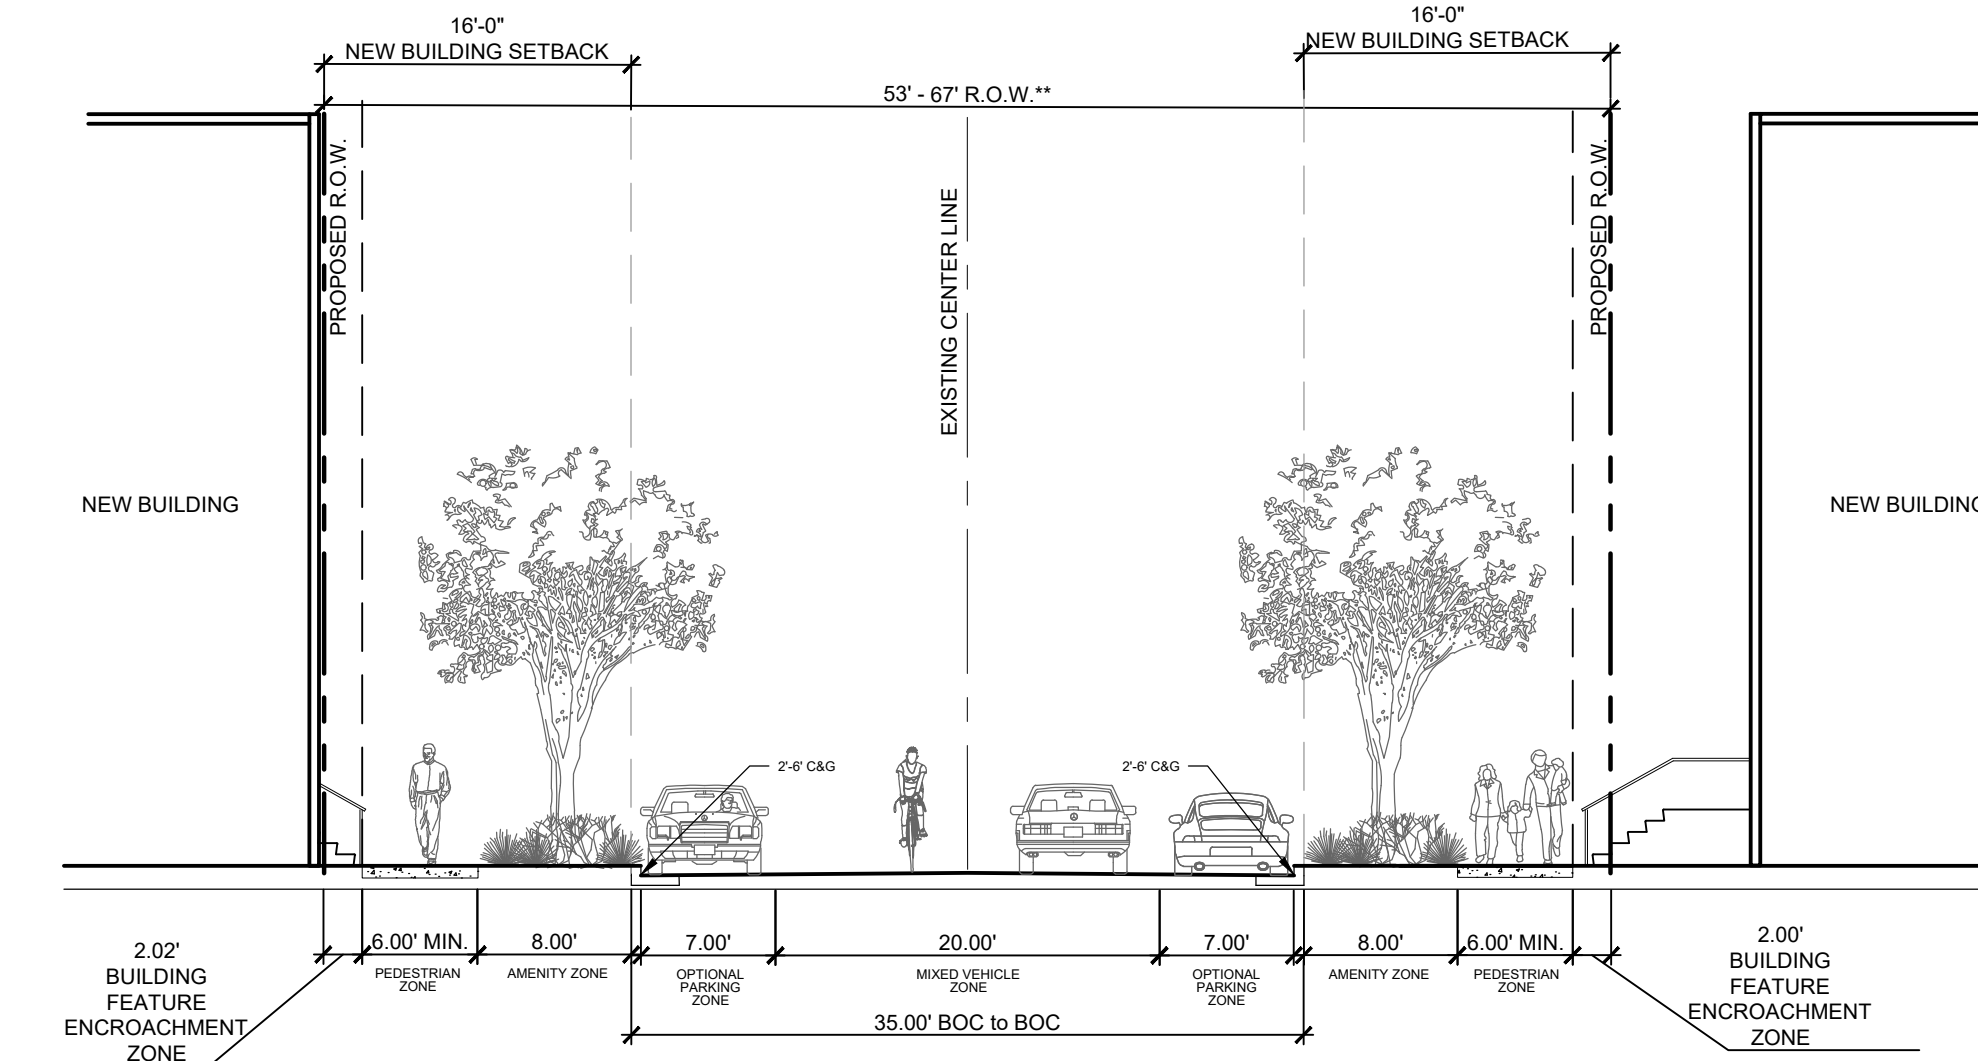 16'-0"
NEW BUILDING SETBACK
16'-0"
NEW BUILDING SETBACK
53' - 67' R.O.W.**
PROPOSED R.O.W.
EXISTING CENTER LINE
PROPOSED R.O.W.
NEW BUILDING
NEW BUILDING
2'-6' C&G
2'-6' C&G
6.00' MIN.
8.00'
7.00'
20.00'
7.00'
8.00'
6.00' MIN.
PEDESTRIAN
ZONE
AMENITY ZONE
OPTIONAL
PARKING
ZONE
MIXED VEHICLE
ZONE
OPTIONAL
PARKING
ZONE
AMENITY ZONE
PEDESTRIAN
ZONE
2.02'
BUILDING
FEATURE
ENCROACHMENT
ZONE
2.00'
BUILDING
FEATURE
ENCROACHMENT
ZONE
35.00' BOC to BOC